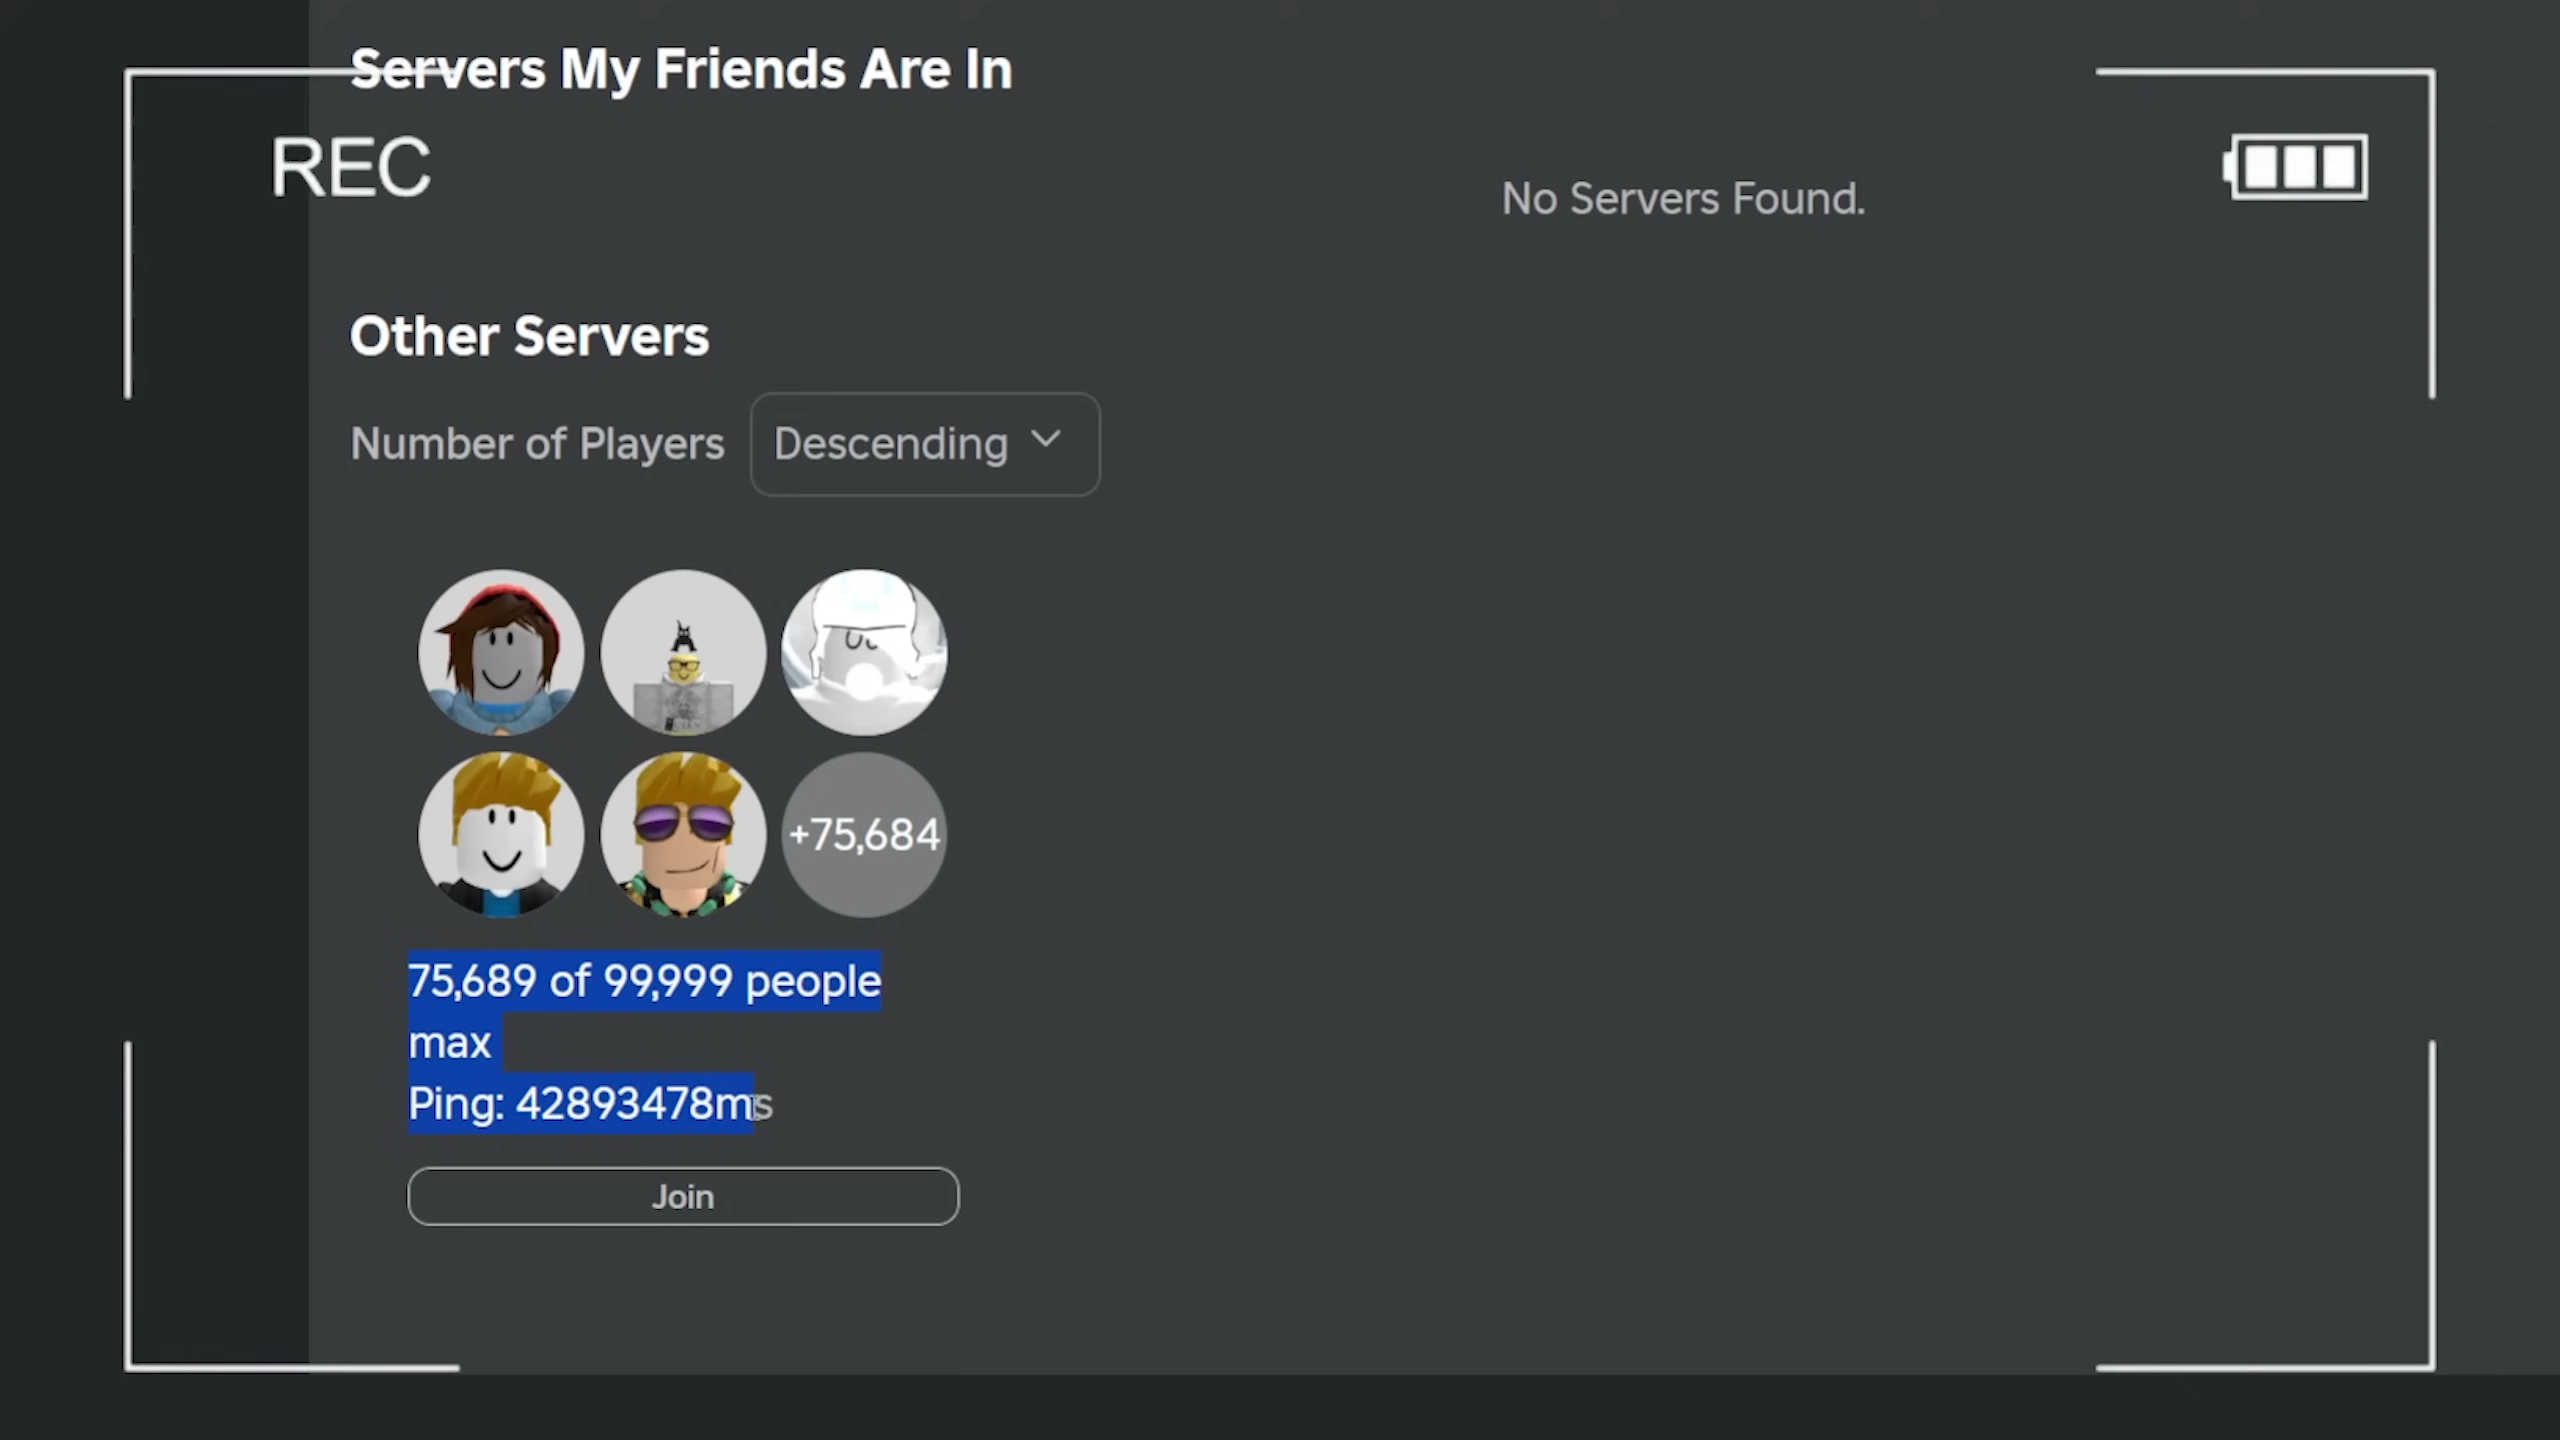 Servers My Friends Are In
REC
No Servers Found.
Other Servers
Number of Players
Descending
+75,684
75,689 of 99,999 people
max
Ping: 42893478ms
Join